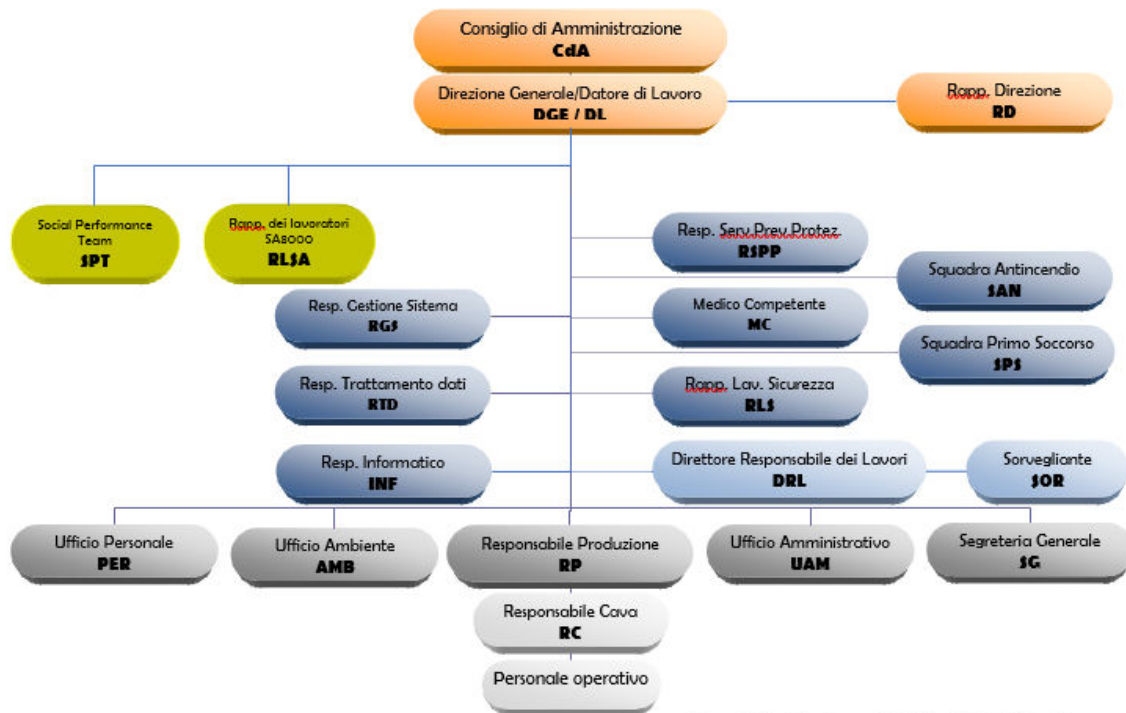 Consiglio di Amministrazione
CdA
Direzione Generale/Datore di Lavoro
DGE / DL
Rapp. Direzione
RD
Social Performance
Team
SPT
Rapp. dei lavoratori
SA8000
RLSA
Resp. Serv Prev Protez.
RSPP
Squadra Antincendio
SAN
Resp. Gestione Sistema
RGS
Medico Competente
MC
Squadra Primo Soccorso
SPS
Resp. Trattamento dati
RTD
Rapp. Lav. Sicurezza
RLS
Resp. Informatico
INF
Direttore Responsabile dei Lavori
DRL
Sorvegliante
SOR
Ufficio Personale
PER
Ufficio Ambiente
AMB
Responsabile Produzione
RP
Ufficio Amministrativo
UAM
Segreteria Generale
SG
Responsabile Cava
RC
Personale operativo